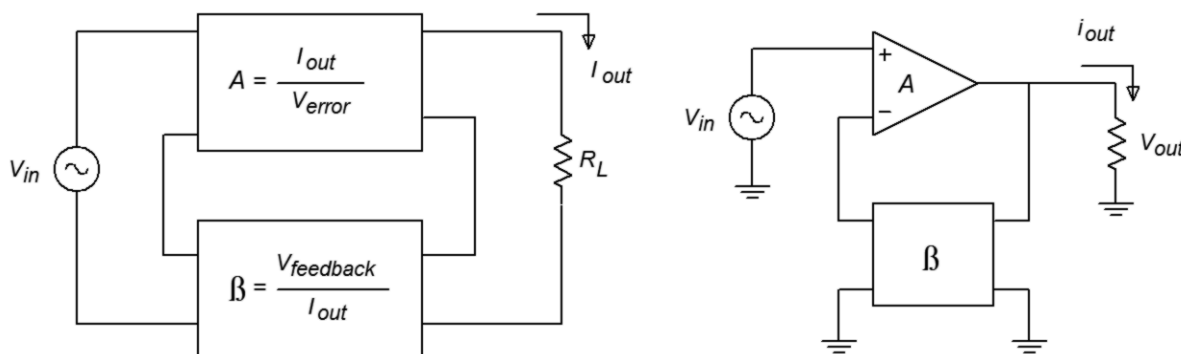 V_in
A = I_out / V_error
I_out
R_L
ß = V_feedback / I_out
V_in
+
A
−
i_out
V_out
ß